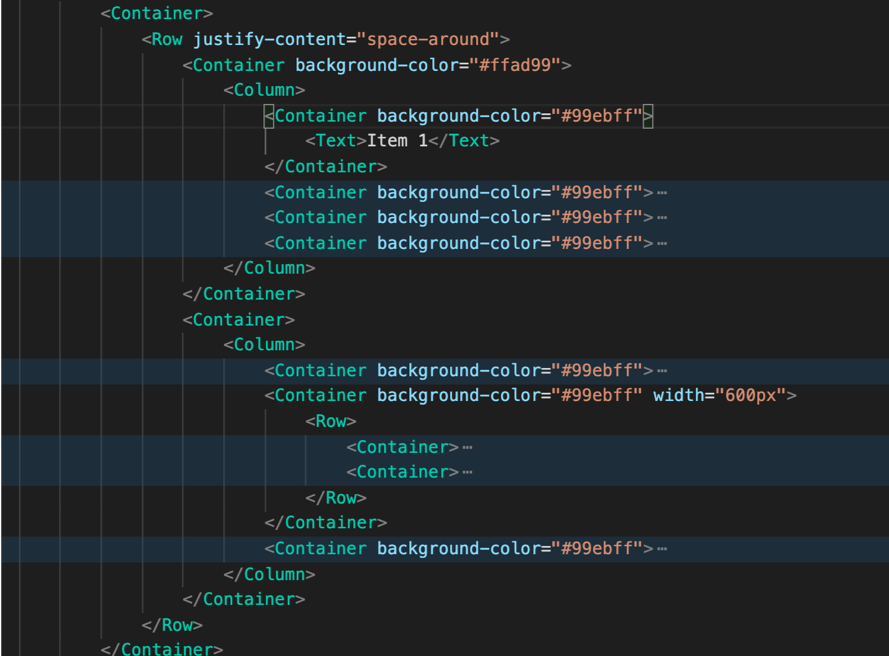 <Container>
<Row justify-content="space-around">
<Container background-color="#ffad99">
<Column>
<Container background-color="#99ebff">
<Text>Item 1</Text>
</Container>
<Container background-color="#99ebff">⋯
<Container background-color="#99ebff">⋯
<Container background-color="#99ebff">⋯
</Column>
</Container>
<Container>
<Column>
<Container background-color="#99ebff">⋯
<Container background-color="#99ebff" width="600px">
<Row>
<Container>⋯
<Container>⋯
</Row>
</Container>
<Container background-color="#99ebff">⋯
</Column>
</Container>
</Row>
</Container>